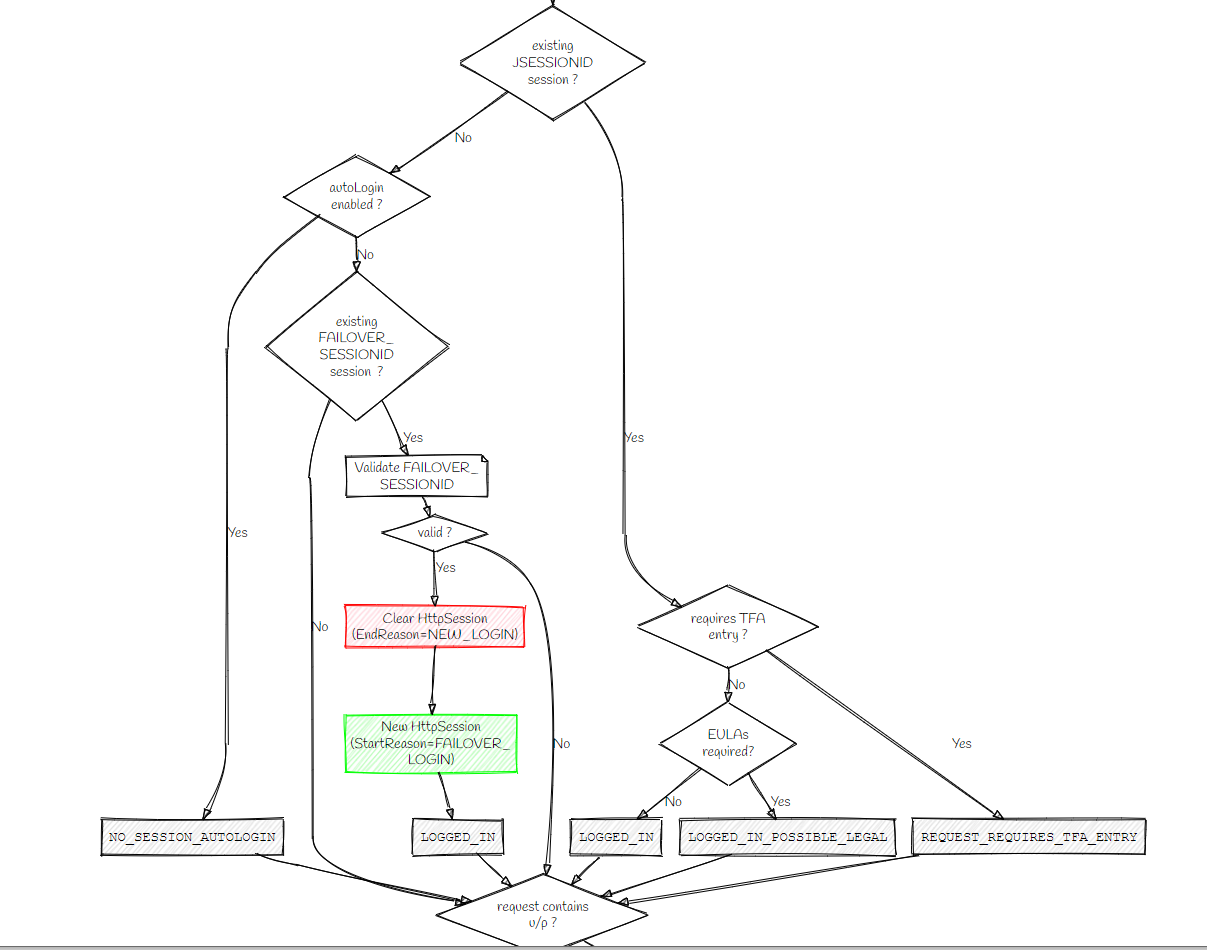 existing
JSESSIONID
session ?
No
autoLogin
enabled ?
No
existing
FAILOVER_
SESSIONID
session ?
Yes
Yes
Validate FAILOVER_
SESSIONID
Yes
valid ?
Yes
Clear HttpSession
(EndReason=NEW_LOGIN)
No
requires TFA
entry ?
No
New HttpSession
(StartReason=FAILOVER_
LOGIN)
No
EULAs
required?
Yes
No
Yes
NO_SESSION_AUTOLOGIN
LOGGED_IN
LOGGED_IN
LOGGED_IN_POSSIBLE_LEGAL
REQUEST_REQUIRES_TFA_ENTRY
request contains
u/p ?